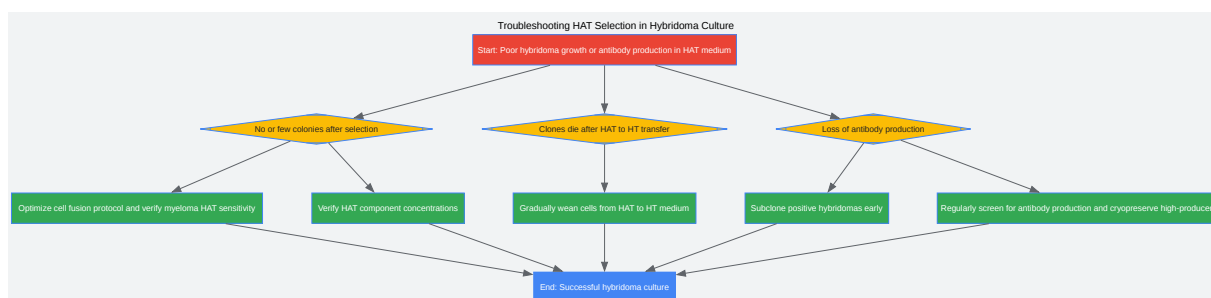 Troubleshooting HAT Selection in Hybridoma Culture
Start: Poor hybridoma growth or antibody production in HAT medium
No or few colonies after selection
Clones die after HAT to HT transfer
Loss of antibody production
Optimize cell fusion protocol and verify myeloma HAT sensitivity
Verify HAT component concentrations
Gradually wean cells from HAT to HT medium
Subclone positive hybridomas early
Regularly screen for antibody production and cryopreserve high-producer
End: Successful hybridoma culture